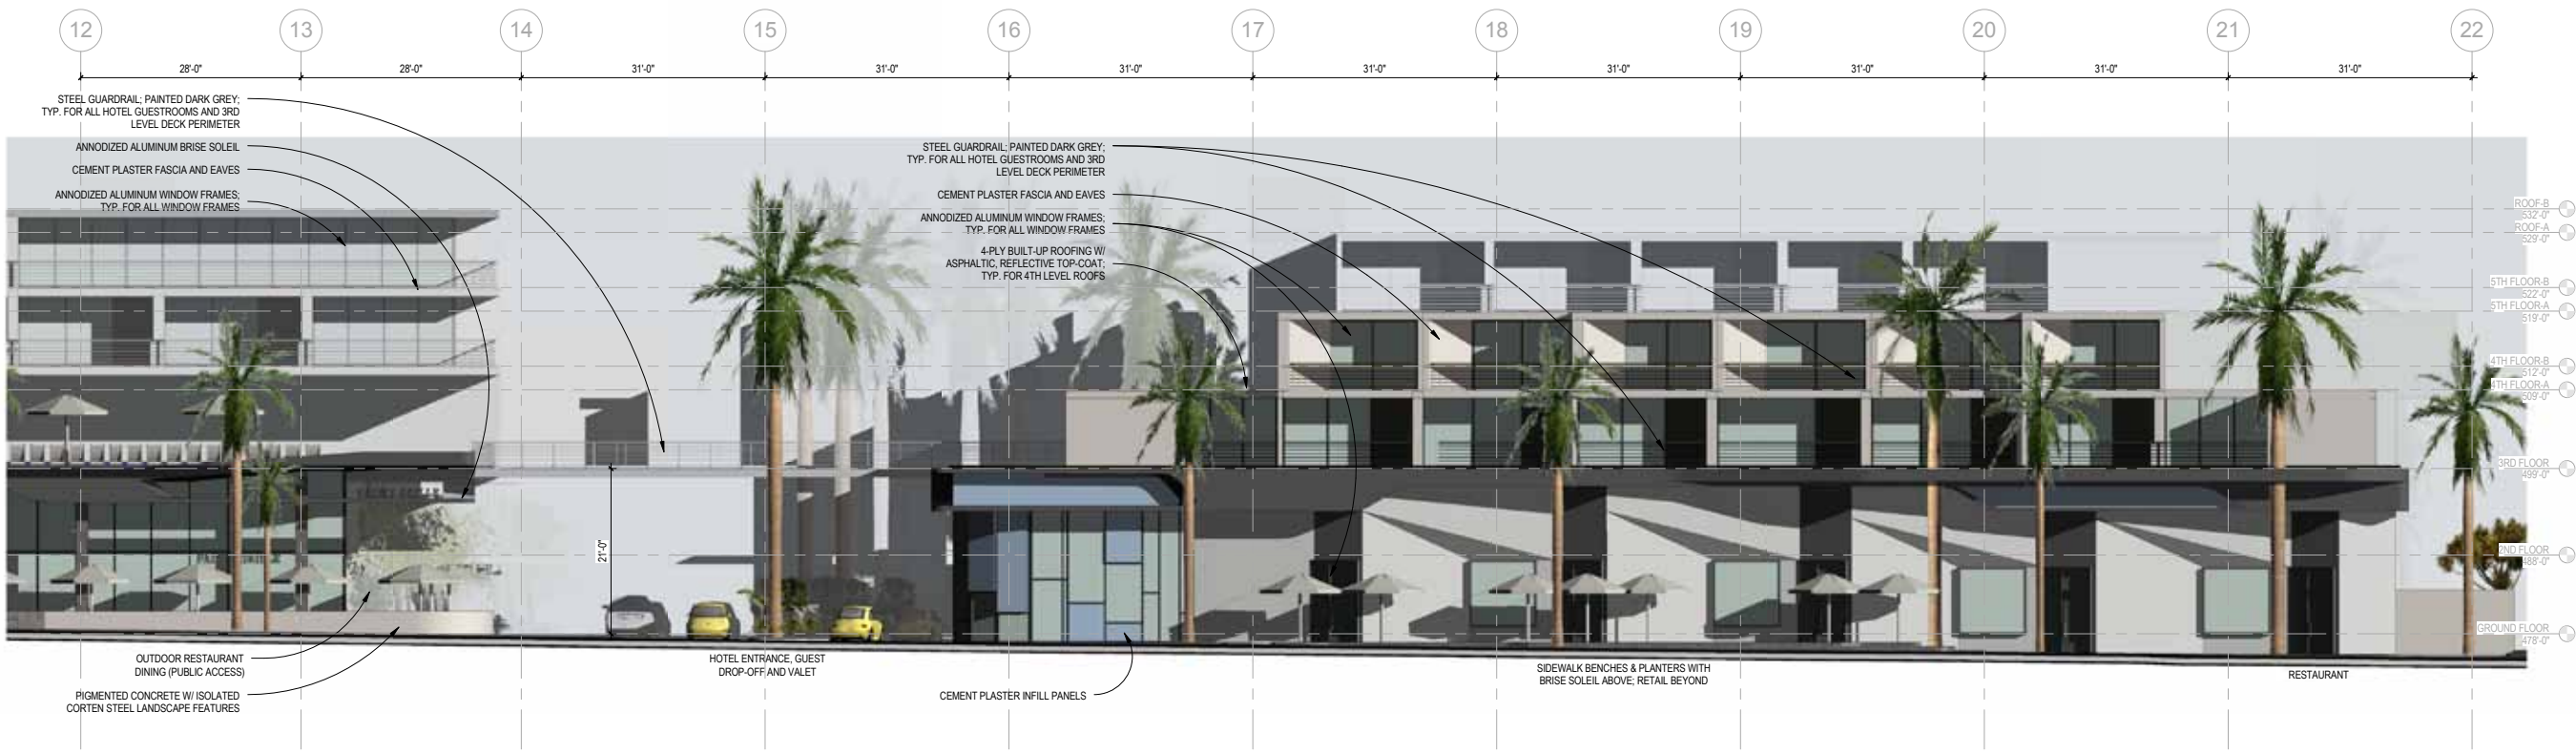 12
13
14
15
16
17
18
19
20
21
22
28'-0"
28'-0"
31'-0"
31'-0"
31'-0"
31'-0"
31'-0"
31'-0"
31'-0"
31'-0"
STEEL GUARDRAIL; PAINTED DARK GREY;
TYP. FOR ALL HOTEL GUESTROOMS AND 3RD
LEVEL DECK PERIMETER
ANNODIZED ALUMINUM BRISE SOLEIL
CEMENT PLASTER FASCIA AND EAVES
ANNODIZED ALUMINUM WINDOW FRAMES;
TYP. FOR ALL WINDOW FRAMES
STEEL GUARDRAIL; PAINTED DARK GREY;
TYP. FOR ALL HOTEL GUESTROOMS AND 3RD
LEVEL DECK PERIMETER
CEMENT PLASTER FASCIA AND EAVES
ANNODIZED ALUMINUM WINDOW FRAMES;
TYP. FOR ALL WINDOW FRAMES
4-PLY BUILT-UP ROOFING W/
ASPHALTIC, REFLECTIVE TOP-COAT;
TYP. FOR 4TH LEVEL ROOFS
ROOF-B
532'-0"
ROOF-A
529'-0"
5TH FLOOR-B
522'-0"
5TH FLOOR-A
519'-0"
4TH FLOOR-B
512'-0"
4TH FLOOR-A
509'-0"
3RD FLOOR
499'-0"
2ND FLOOR
488'-0"
GROUND FLOOR
478'-0"
21'-0"
OUTDOOR RESTAURANT
DINING (PUBLIC ACCESS)
PIGMENTED CONCRETE W/ ISOLATED
CORTEN STEEL LANDSCAPE FEATURES
HOTEL ENTRANCE, GUEST
DROP-OFF AND VALET
CEMENT PLASTER INFILL PANELS
SIDEWALK BENCHES & PLANTERS WITH
BRISE SOLEIL ABOVE; RETAIL BEYOND
RESTAURANT